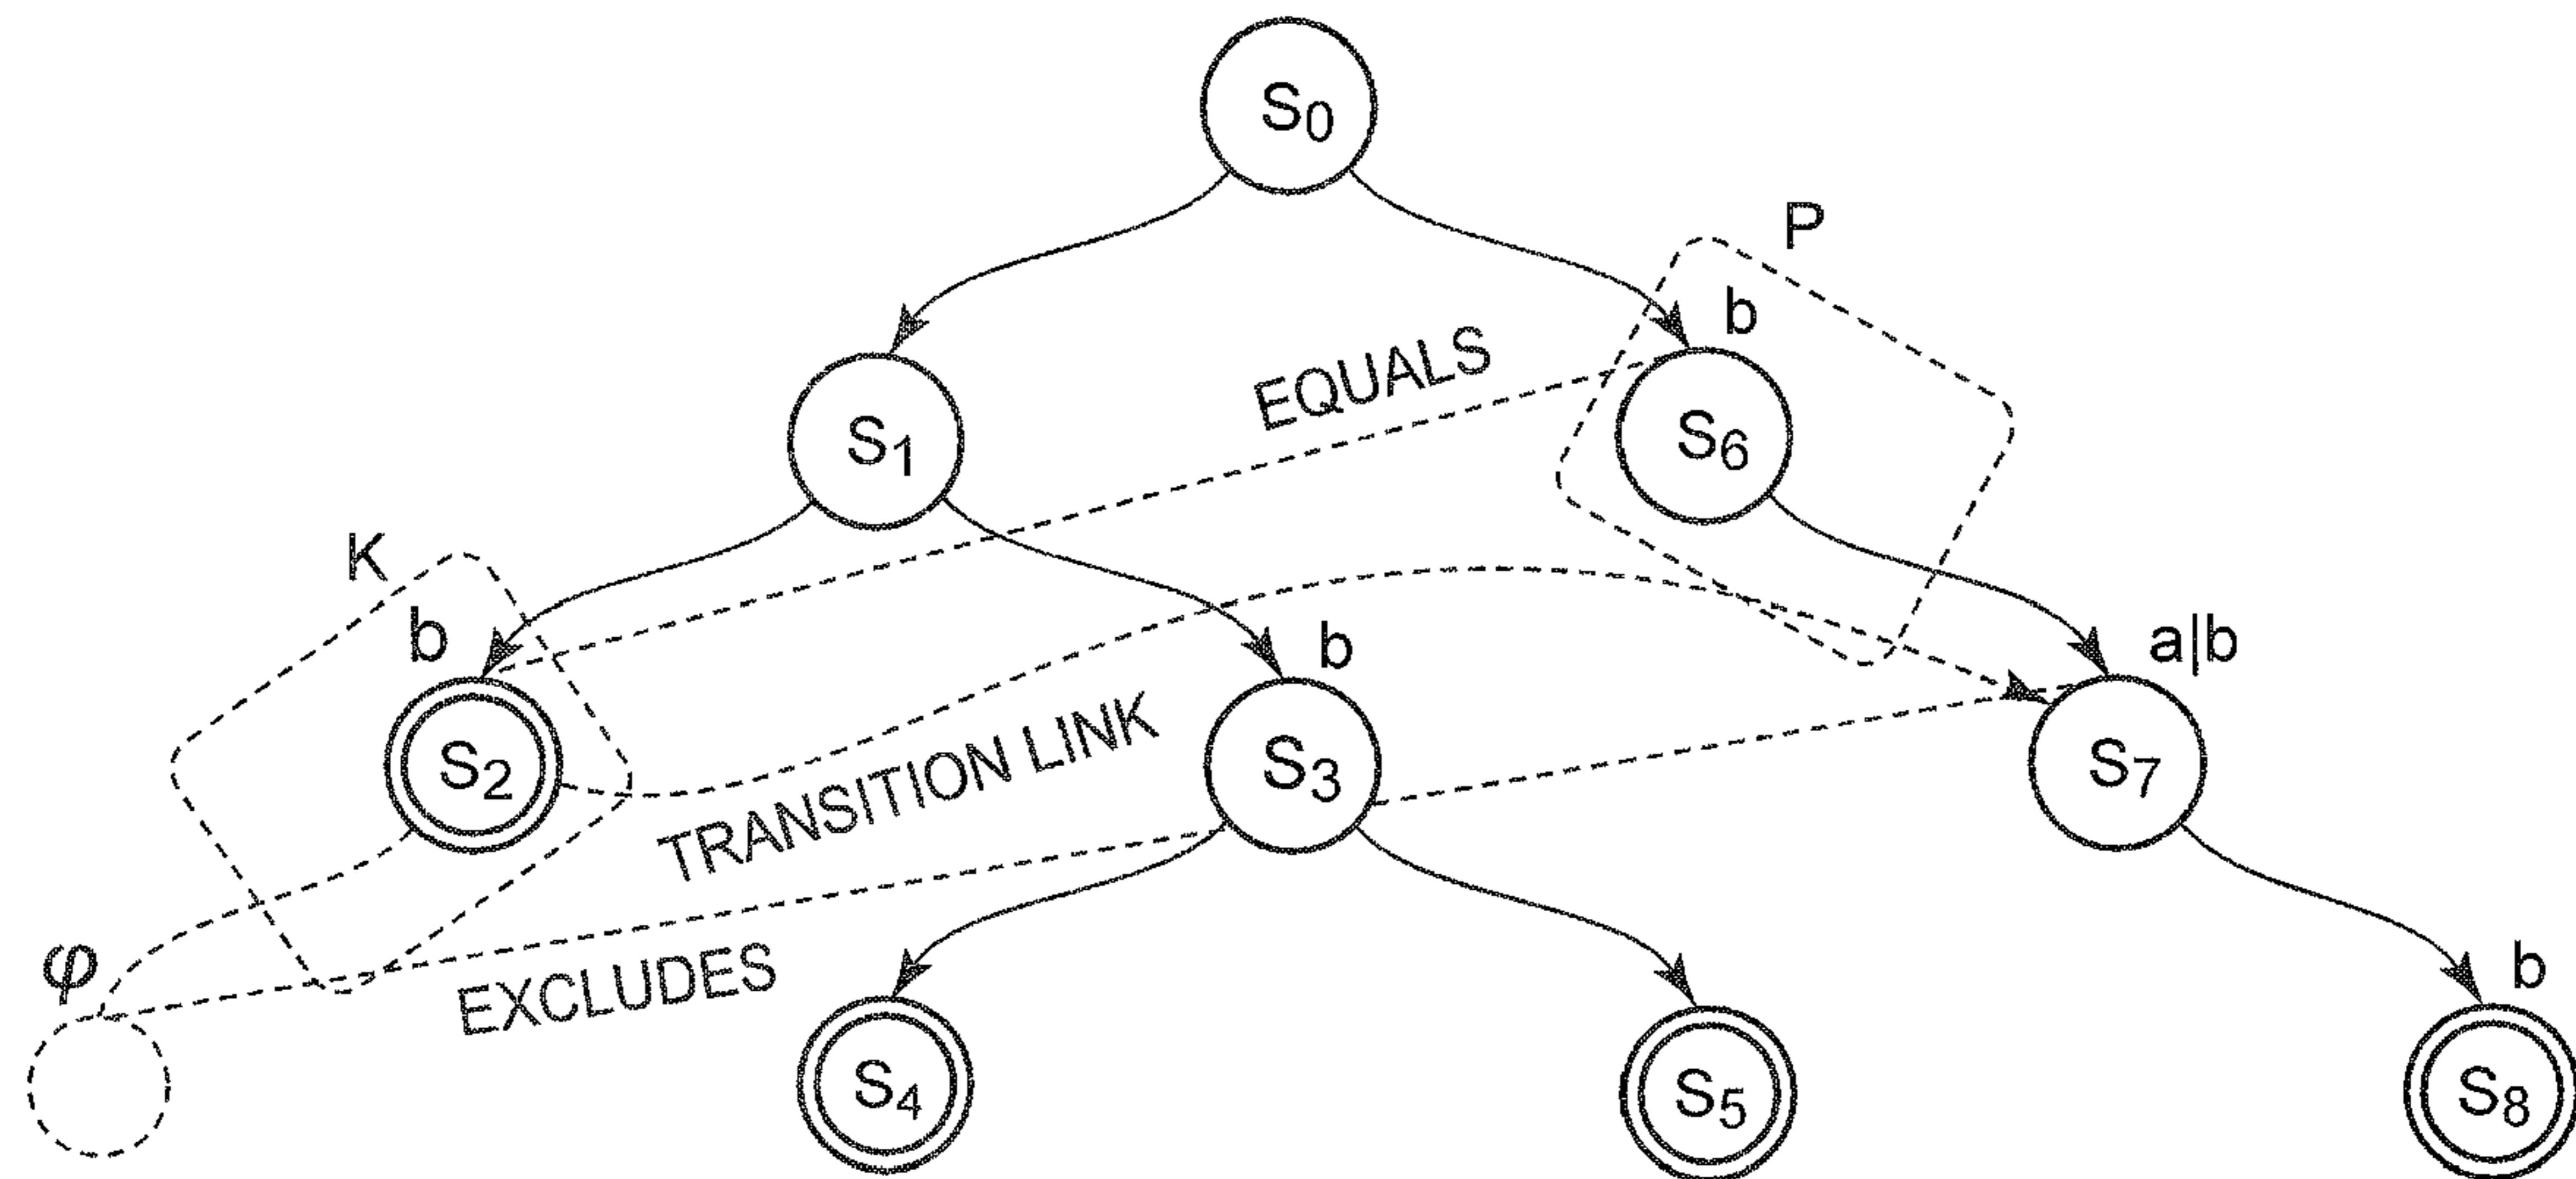 S0
P
b
EQUALS
S1
S6
K
b
b
a|b
S2
TRANSITION LINK
S3
S7
φ
EXCLUDES
b
S4
S5
S8